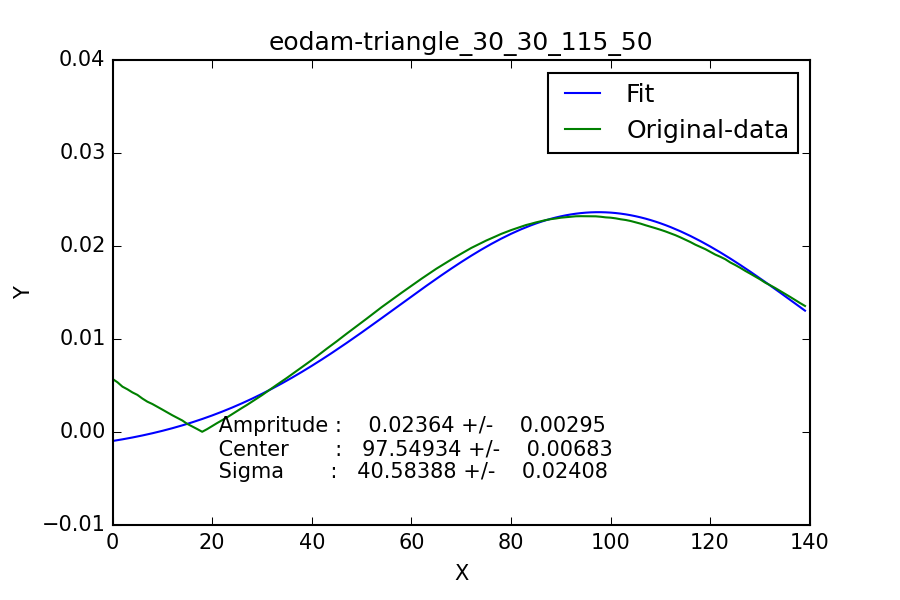 eodam-triangle_30_30_115_50
0.04
0.03
0.02
0.01
0.00
−0.01
Y
Fit
Original-data
Ampritude : 0.02364 +/- 0.00295
Center : 97.54934 +/- 0.00683
Sigma : 40.58388 +/- 0.02408
0 20 40 60 80 100 120 140
X